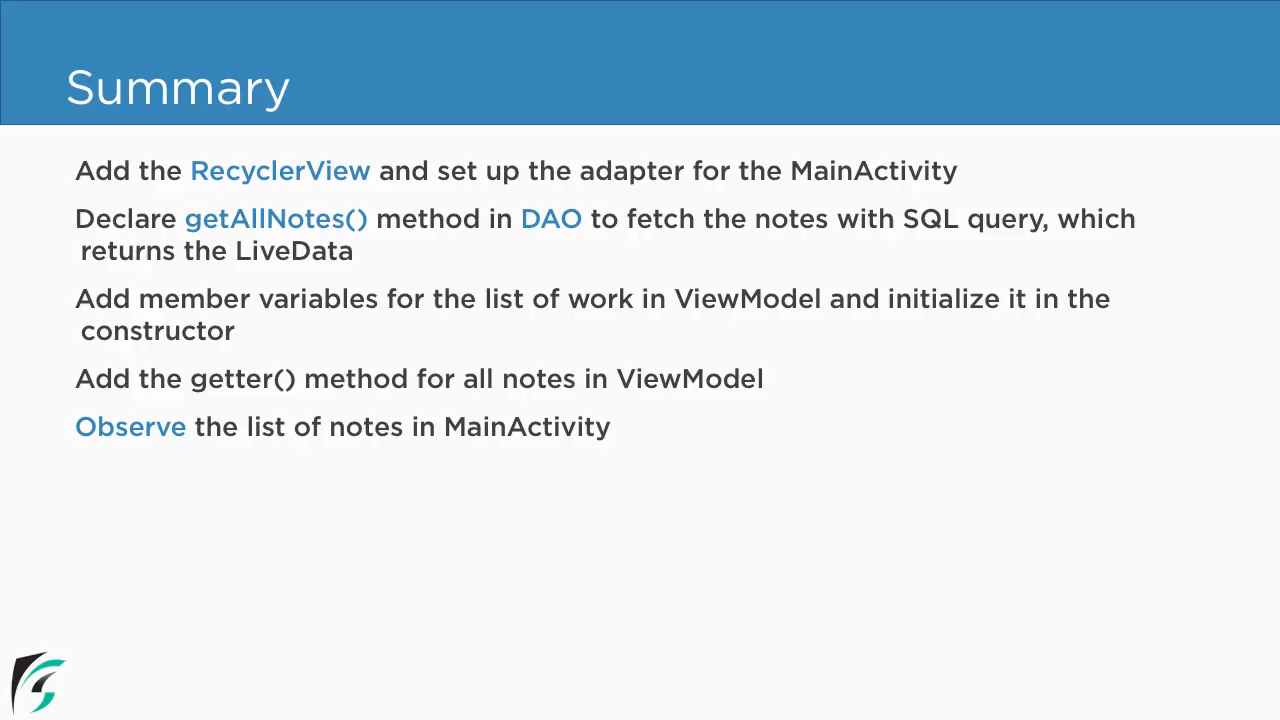 Summary
Add the RecyclerView and set up the adapter for the MainActivity
Declare getAllNotes() method in DAO to fetch the notes with SQL query, which
returns the LiveData
Add member variables for the list of work in ViewModel and initialize it in the
constructor
Add the getter() method for all notes in ViewModel
Observe the list of notes in MainActivity